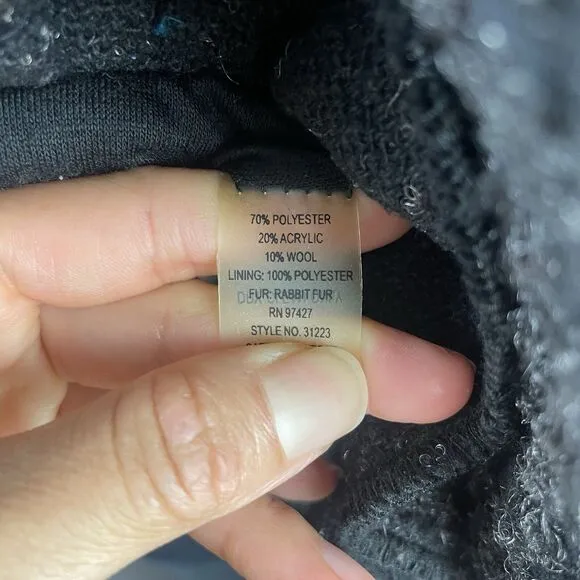 70% POLYESTER
20% ACRYLIC
10% WOOL
LINING: 100% POLYESTER
FUR: RABBIT FUR
RN 97427
STYLE NO. 31223